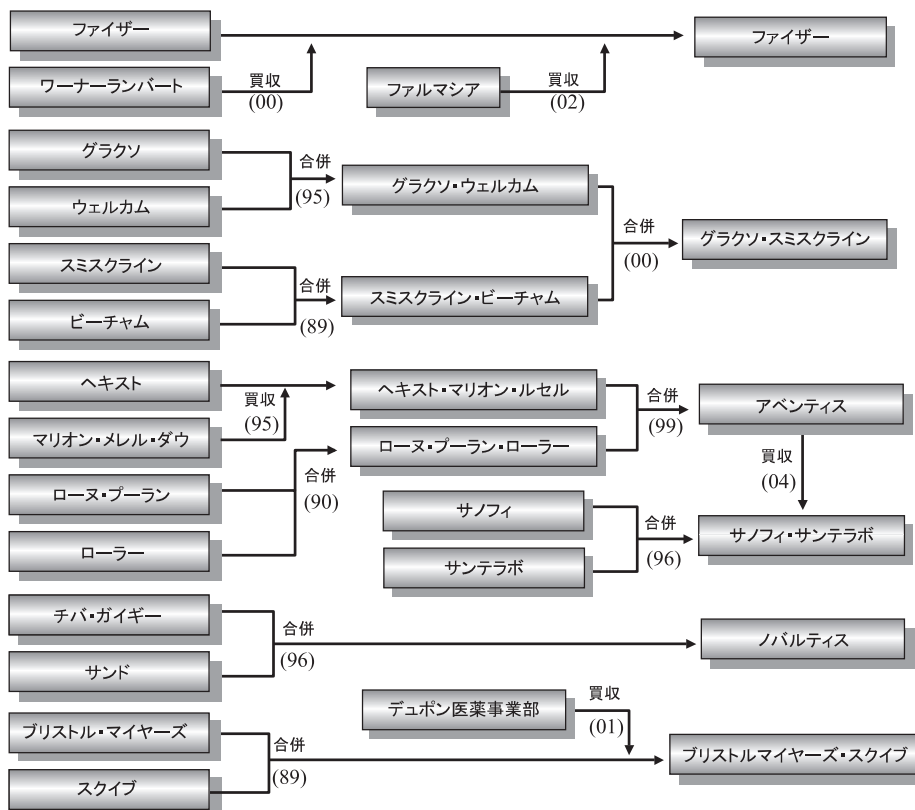 ファイザー
ファイザー
ワーナーランバート
買収
(00)
ファルマシア
買収
(02)
グラクソ
ウェルカム
合併
(95)
グラクソ・ウェルカム
スミスクライン
ビーチャム
合併
(89)
スミスクライン・ビーチャム
合併
(00)
グラクソ・スミスクライン
ヘキスト
マリオン・メレル・ダウ
買収
(95)
ヘキスト・マリオン・ルセル
ローヌ・プーラン
ローラー
合併
(90)
ローヌ・プーラン・ローラー
合併
(99)
アベンティス
買収
(04)
サノフィ
サンテラボ
合併
(96)
サノフィ・サンテラボ
チバ・ガイギー
サンド
合併
(96)
ノバルティス
ブリストル・マイヤーズ
スクイブ
合併
(89)
デュポン医薬事業部
買収
(01)
ブリストルマイヤーズ・スクイブ